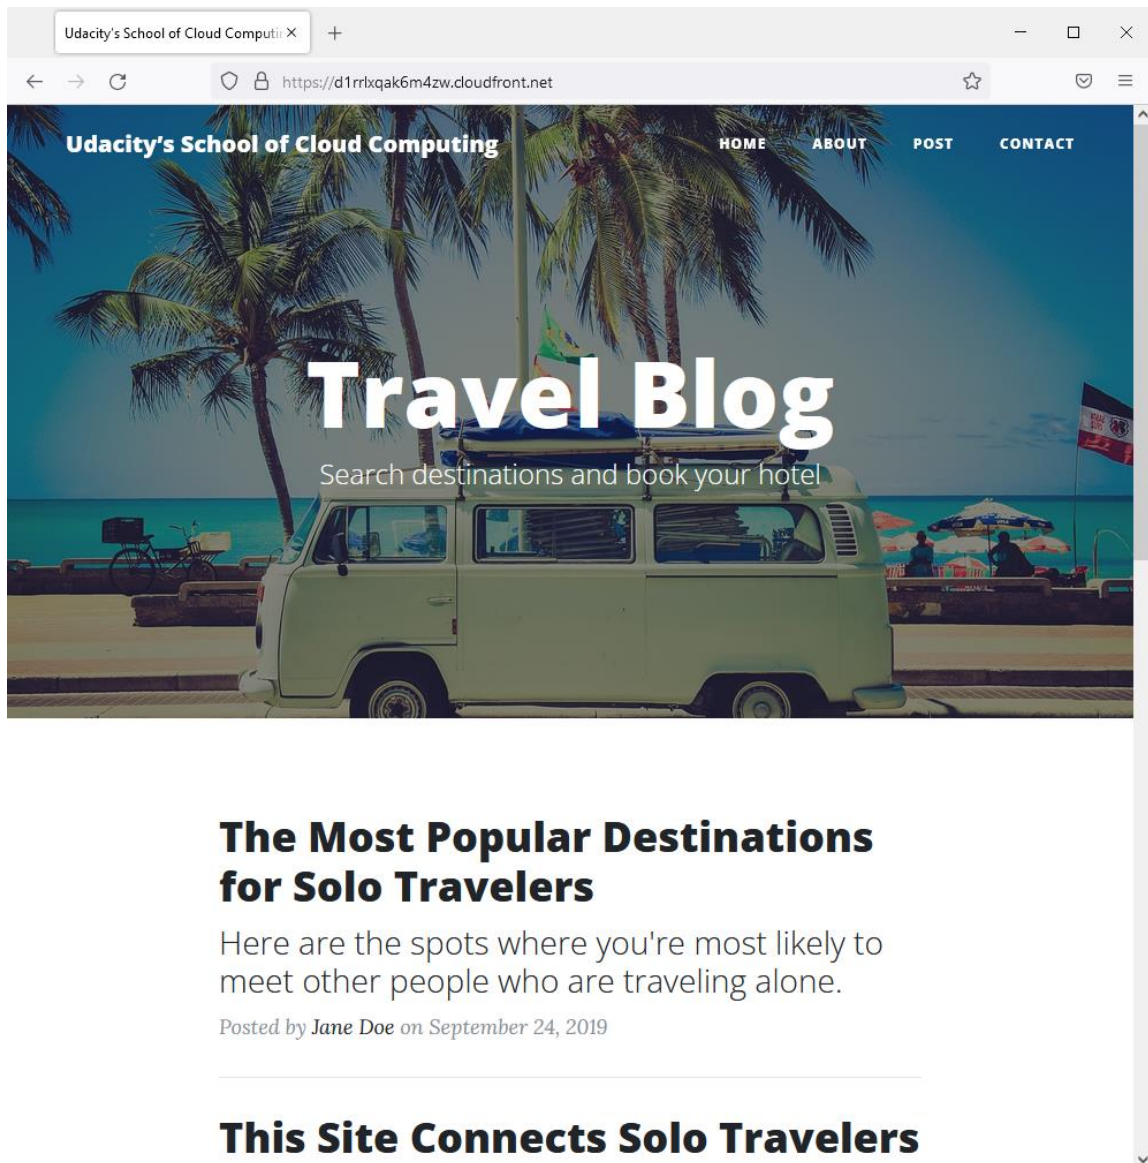 Udacity's School of Cloud Computi
https://d1rrlxqak6m4zw.cloudfront.net
Udacity’s School of Cloud Computing
HOME ABOUT POST CONTACT
Travel Blog
Search destinations and book your hotel
VISA
The Most Popular Destinations
for Solo Travelers
Here are the spots where you're most likely to
meet other people who are traveling alone.
Posted by Jane Doe on September 24, 2019
This Site Connects Solo Travelers